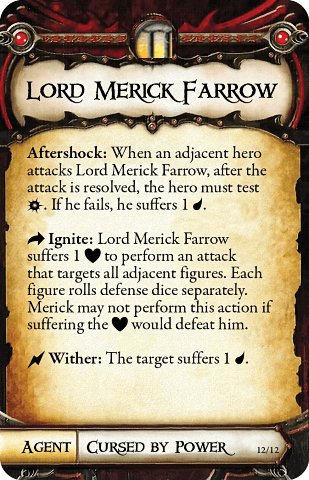 LORD MERICK FARROW
Aftershock: When an adjacent hero
attacks Lord Merick Farrow, after the
attack is resolved, the hero must test
. If he fails, he suffers 1 .
Ignite: Lord Merick Farrow
suffers 1 ♥ to perform an attack
that targets all adjacent figures. Each
figure rolls defense dice separately.
Merick may not perform this action if
suffering the ♥ would defeat him.
Wither: The target suffers 1 .
AGENT CURSED BY POWER 12/12